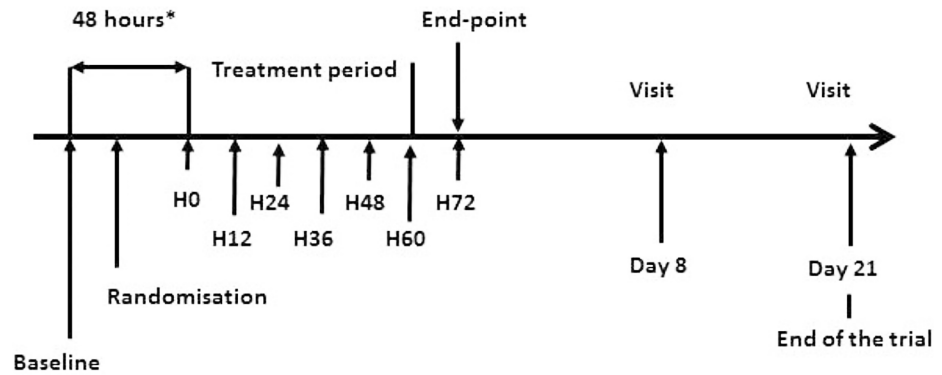 48 hours*
End-point
Treatment period
Visit
Visit
H0
H12
H24
H36
H48
H60
H72
Day 8
Day 21
Randomisation
End of the trial
Baseline